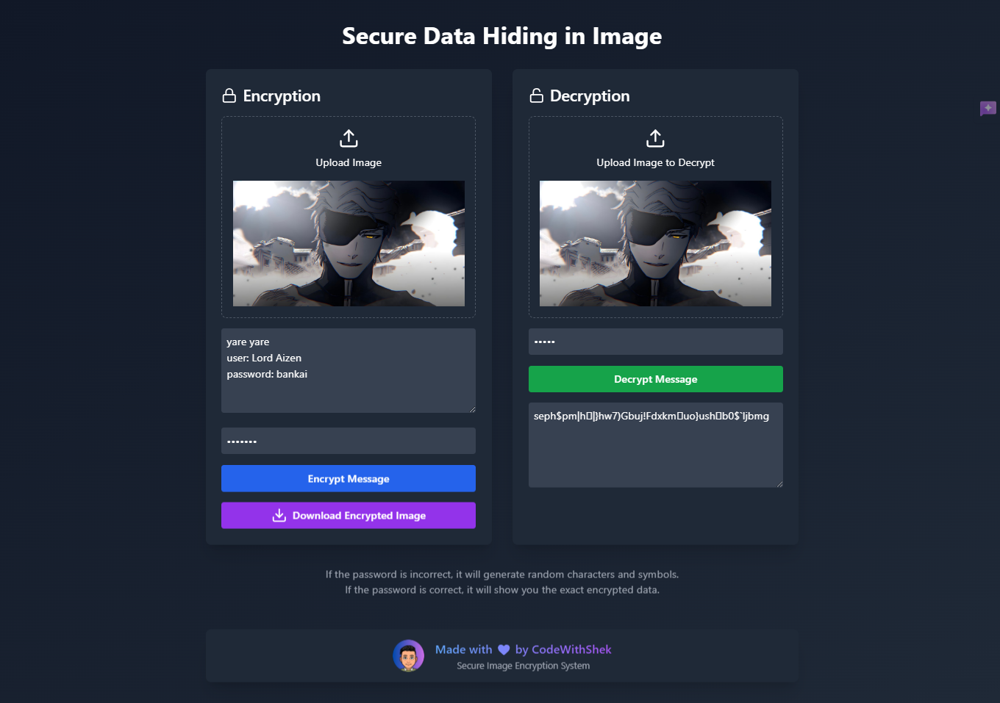 Secure Data Hiding in Image
Encryption
Upload Image
yare yare
user: Lord Aizen
password: bankai
•••••••
Encrypt Message
Download Encrypted Image
Decryption
Upload Image to Decrypt
•••••
Decrypt Message
seph$pm|h▯|}hw7)Gbuj!Fdxkm▯uo}ush▯b0$`ljbmg
If the password is incorrect, it will generate random characters and symbols.
If the password is correct, it will show you the exact encrypted data.
Made with 💜 by CodeWithShek
Secure Image Encryption System